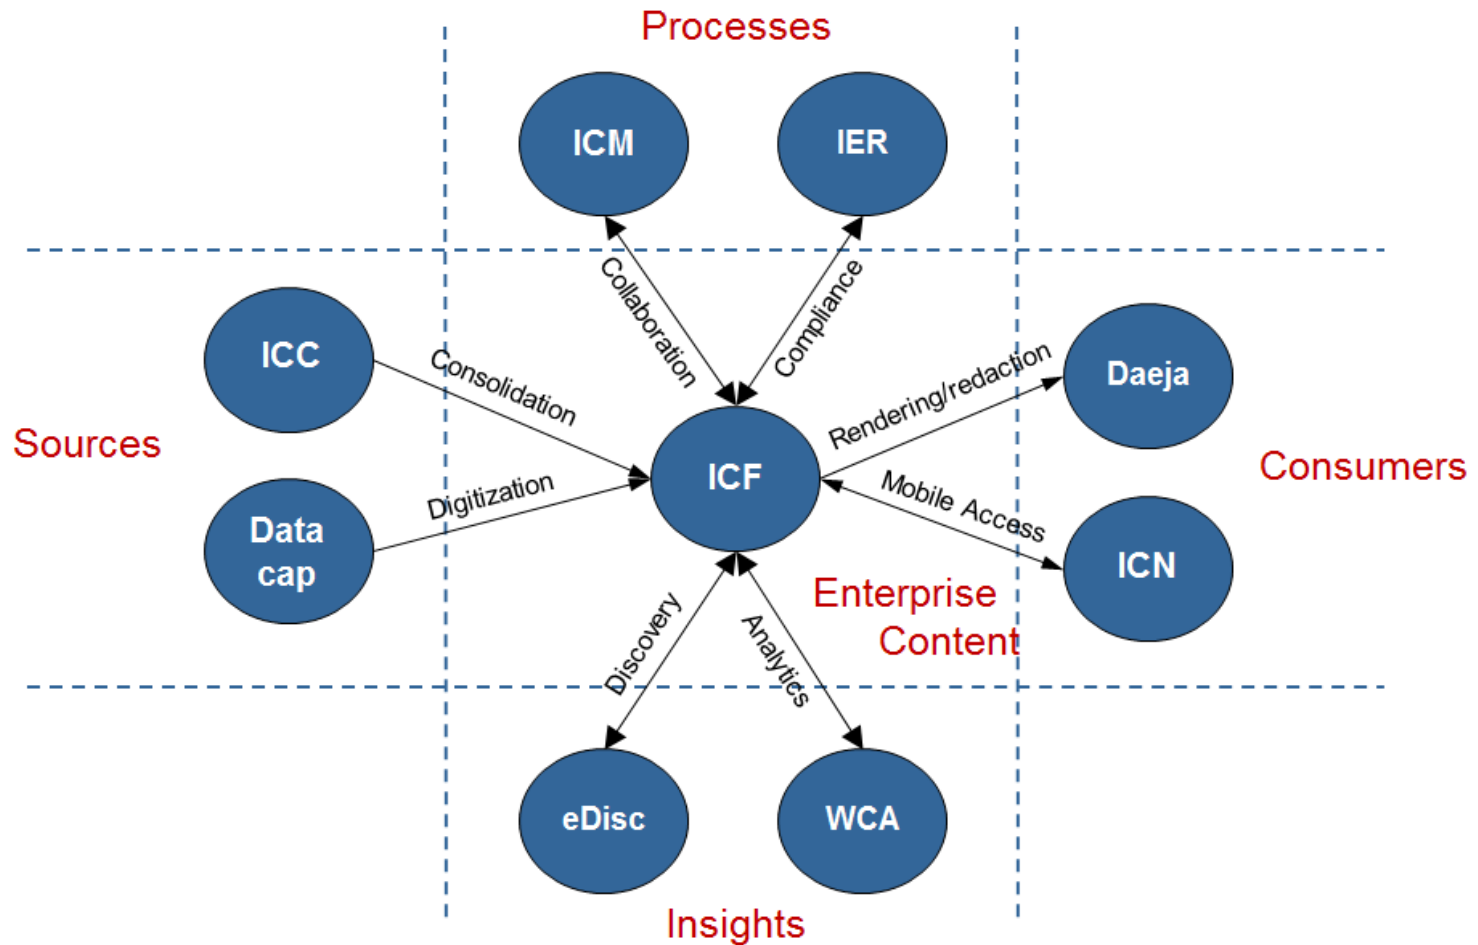 Processes
ICM
IER
Collaboration
Compliance
ICC
Consolidation
Rendering/redaction
Daeja
Sources
Consumers
Data
cap
Digitization
ICF
Mobile Access
ICN
Enterprise
Content
Discovery
Analytics
eDisc
WCA
Insights